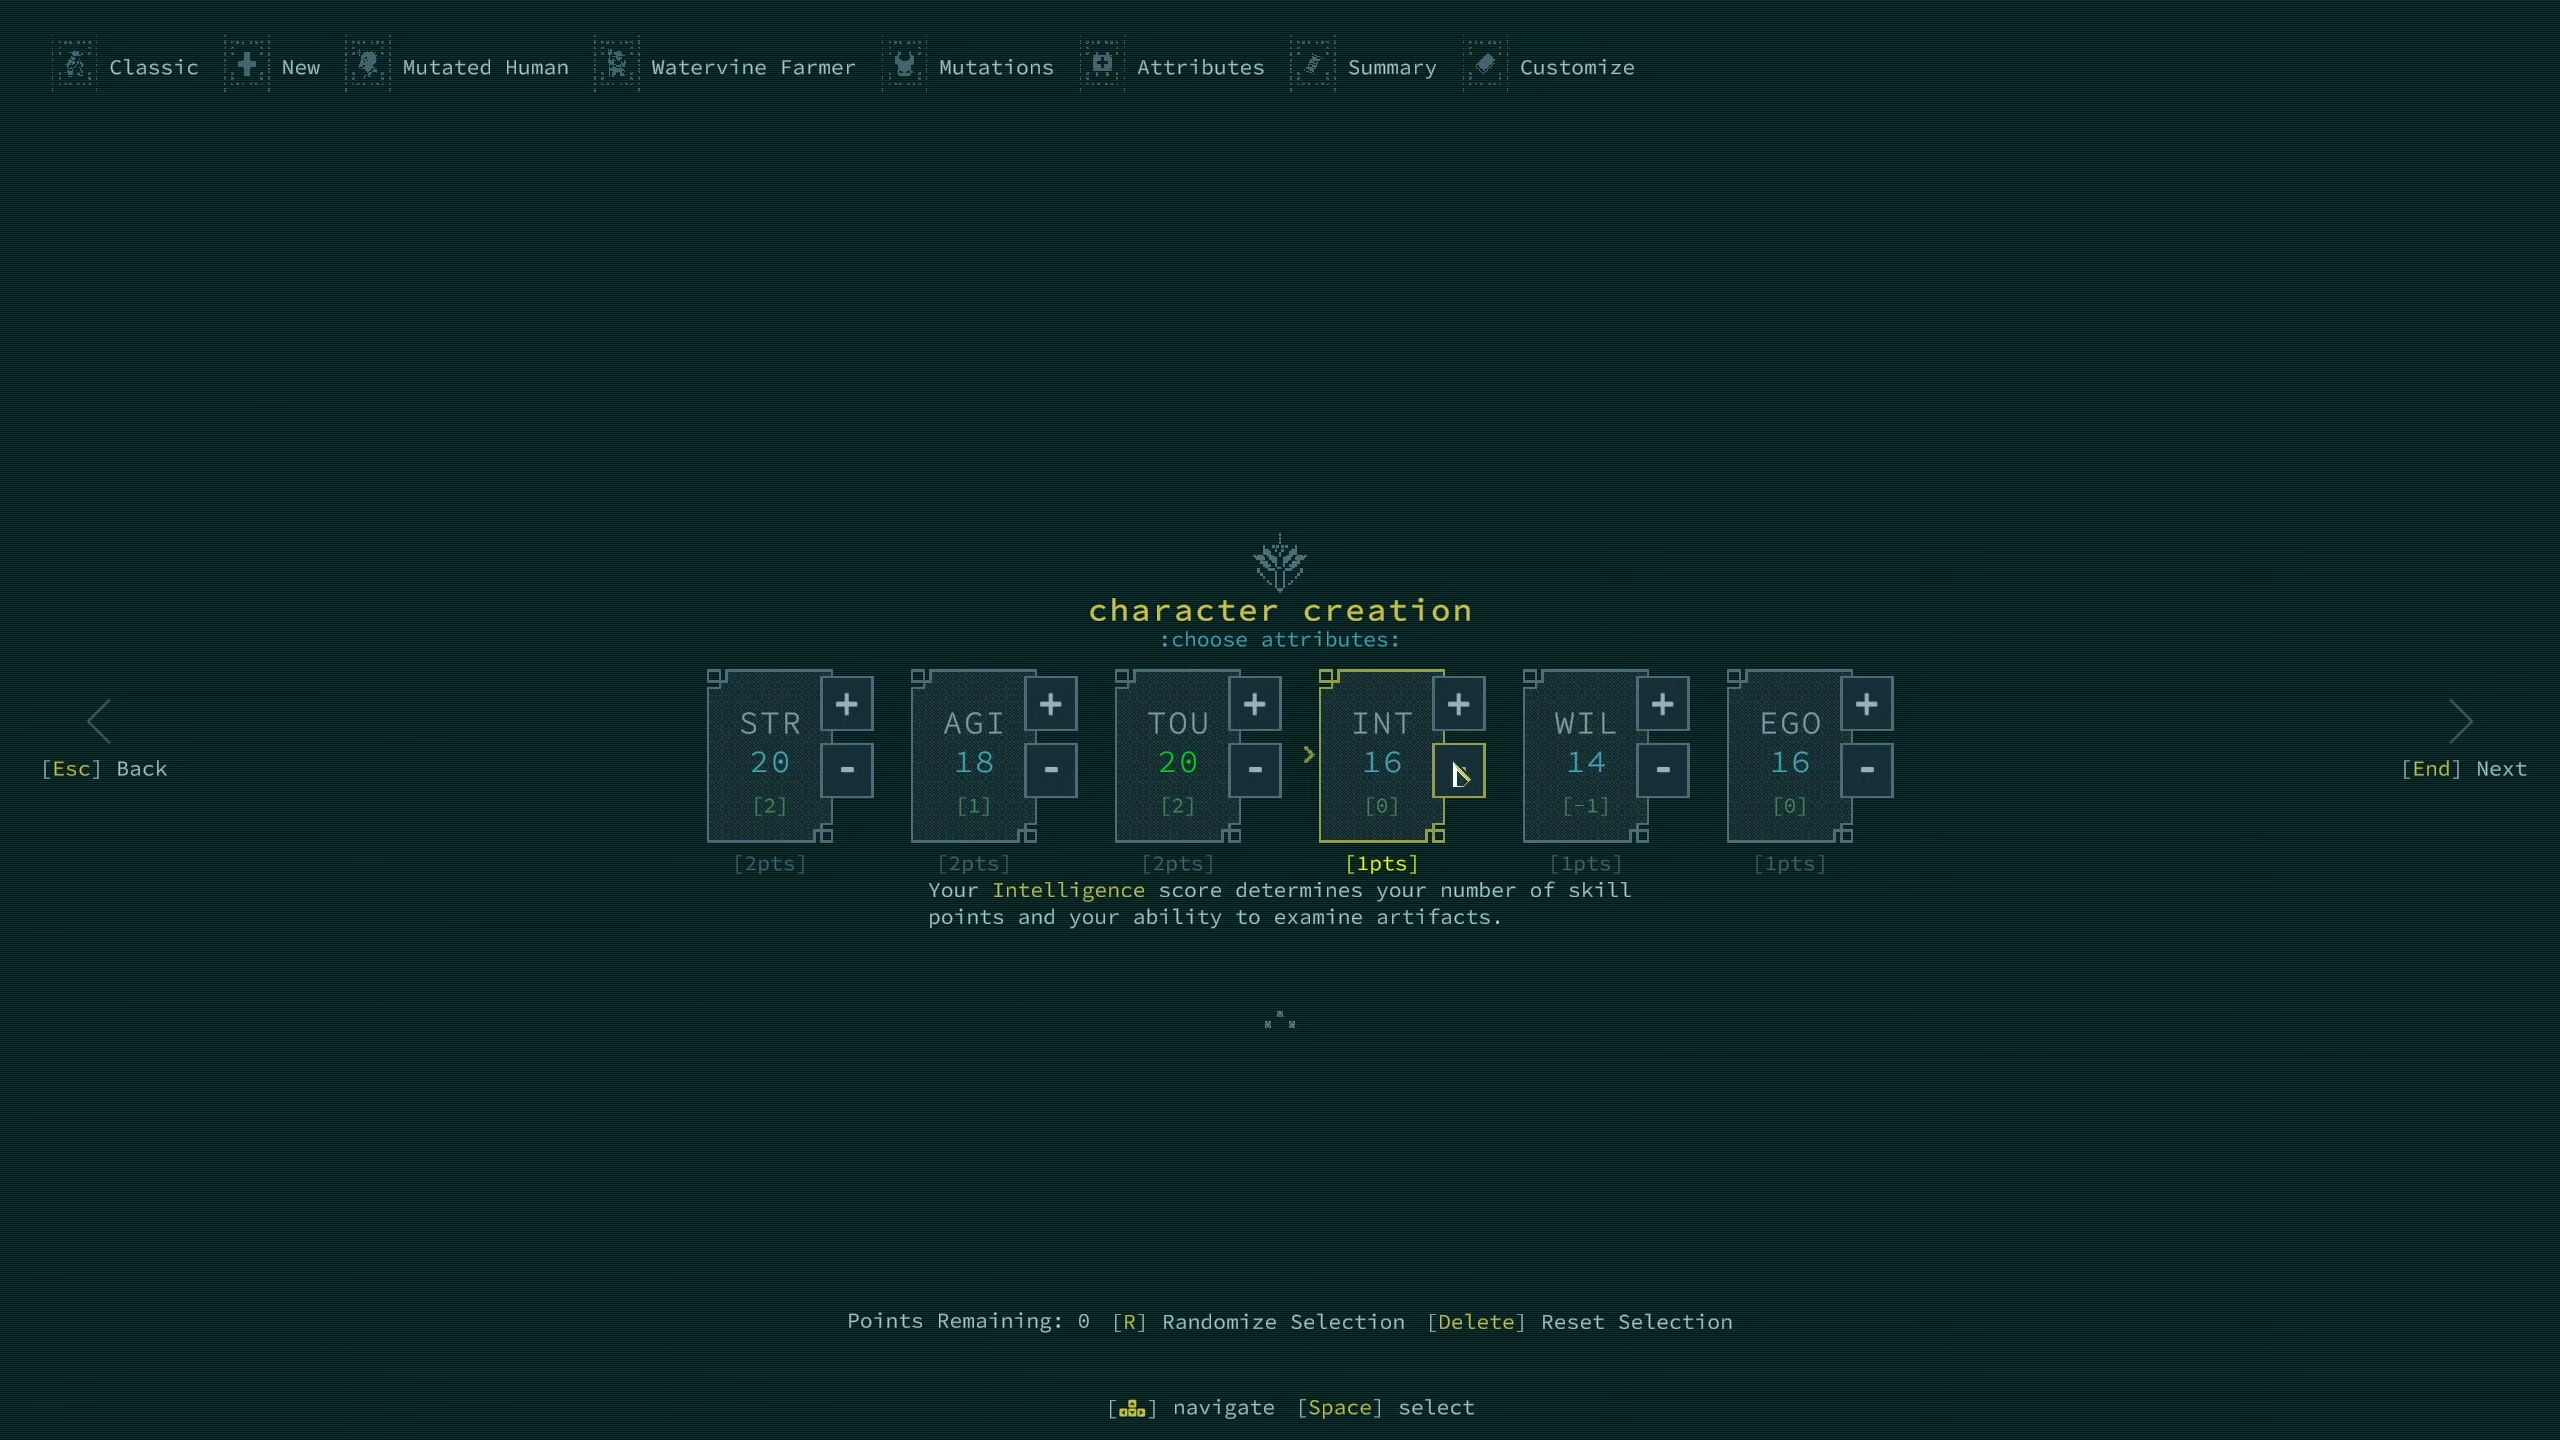 Classic New Mutated Human Watervine Farmer Mutations Attributes Summary Customize
character creation
:choose attributes:
STR + AGI + TOU + INT + WIL + EGO +
20 - 18 - 20 - > 16 14 - 16 -
[2] [1] [2] [0] [-1] [0]
[Esc] Back [End] Next
[2pts] [2pts] [2pts] [1pts] [1pts] [1pts]
Your Intelligence score determines your number of skill
points and your ability to examine artifacts.
Points Remaining: 0 [R] Randomize Selection [Delete] Reset Selection
[] navigate [Space] select